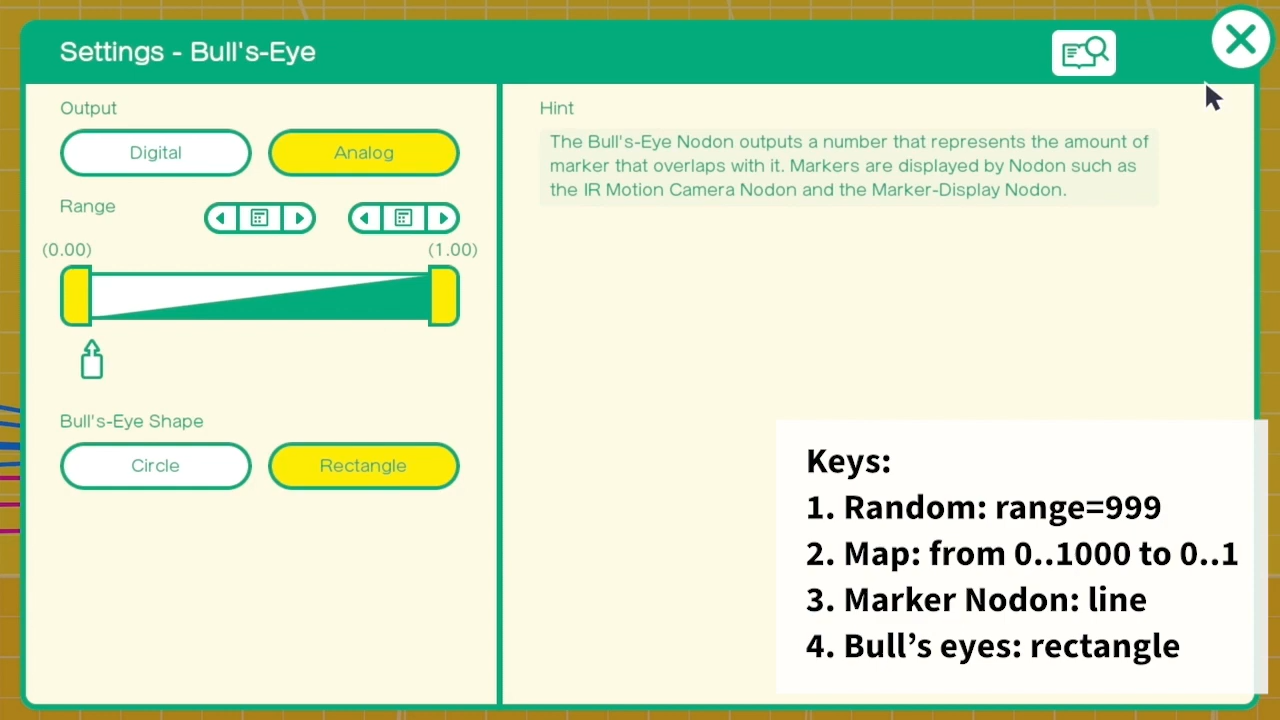 Settings - Bull's-Eye
Output
Digital
Analog
Range
(0.00)
(1.00)
Bull's-Eye Shape
Circle
Rectangle
Hint
The Bull's-Eye Nodon outputs a number that represents the amount of
marker that overlaps with it. Markers are displayed by Nodon such as
the IR Motion Camera Nodon and the Marker-Display Nodon.
Keys:
1. Random: range=999
2. Map: from 0..1000 to 0..1
3. Marker Nodon: line
4. Bull’s eyes: rectangle